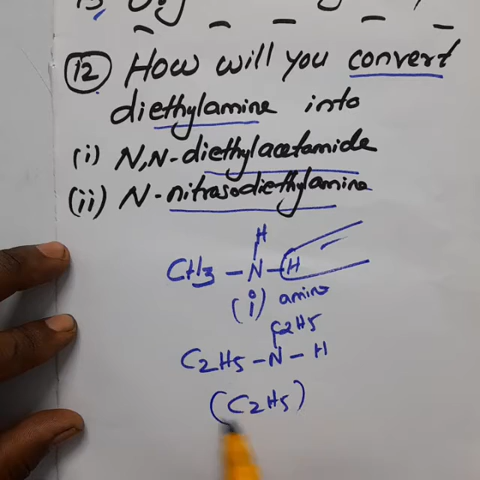 12 How will you convert
diethylamine into
(i) N,N-diethylacetamide
(ii) N-nitrosodiethylamine
H
CH3 - N - H
(i) amine
C2H5
C2H5 - N - H
(C2H5)